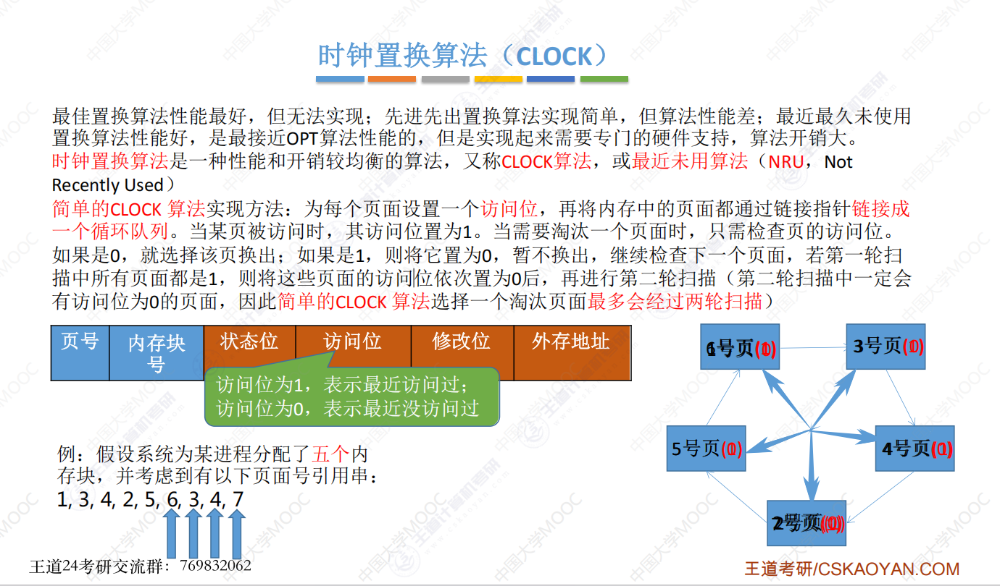 时钟置换算法（CLOCK）
最佳置换算法性能最好，但无法实现；先进先出置换算法实现简单，但算法性能差；最近最久未使用
置换算法性能好，是最接近OPT算法性能的，但是实现起来需要专门的硬件支持，算法开销大。
时钟置换算法是一种性能和开销较均衡的算法，又称CLOCK算法，或最近未用算法（NRU，Not
Recently Used）
简单的CLOCK 算法实现方法：为每个页面设置一个访问位，再将内存中的页面都通过链接指针链接成
一个循环队列。当某页被访问时，其访问位置为1。当需要淘汰一个页面时，只需检查页的访问位。
如果是0，就选择该页换出；如果是1，则将它置为0，暂不换出，继续检查下一个页面，若第一轮扫
描中所有页面都是1，则将这些页面的访问位依次置为0后，再进行第二轮扫描（第二轮扫描中一定会
有访问位为0的页面，因此简单的CLOCK 算法选择一个淘汰页面最多会经过两轮扫描）
页号 内存块 状态位 访问位 修改位 外存地址
号
访问位为1，表示最近访问过；
访问位为0，表示最近没访问过
号页
3号页
5号页
4号页
号页
例：假设系统为某进程分配了五个内
存块，并考虑到有以下页面号引用串：
1, 3, 4, 2, 5, 6, 3, 4, 7
王道24考研交流群：769832062
王道考研/CSKAOYAN.COM
中国大学MOOC
王道计算机考研
www.cskaoyan.com